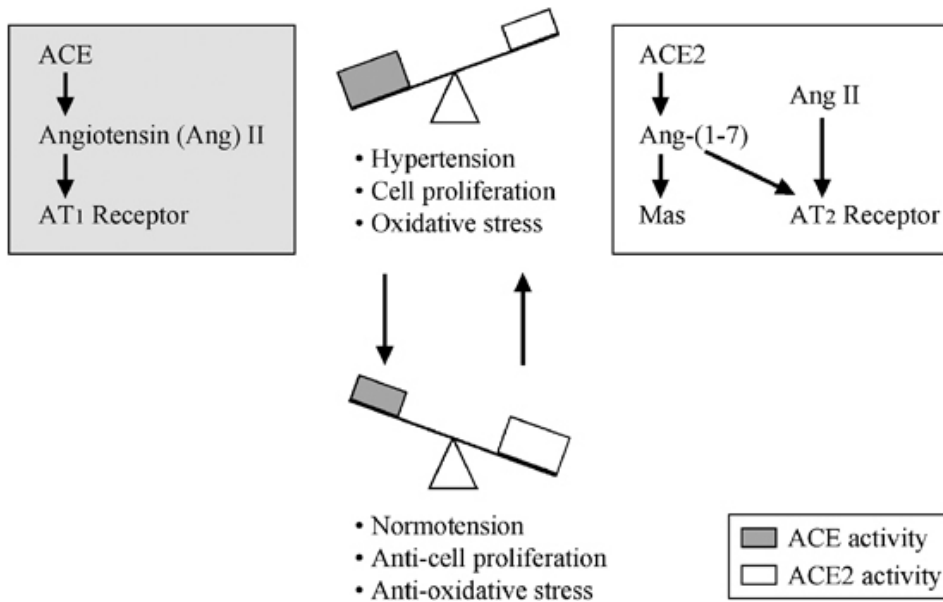 ACE
Angiotensin (Ang) II
AT1 Receptor
• Hypertension
• Cell proliferation
• Oxidative stress
ACE2
Ang II
Ang-(1-7)
Mas
AT2 Receptor
• Normotension
• Anti-cell proliferation
• Anti-oxidative stress
ACE activity
ACE2 activity